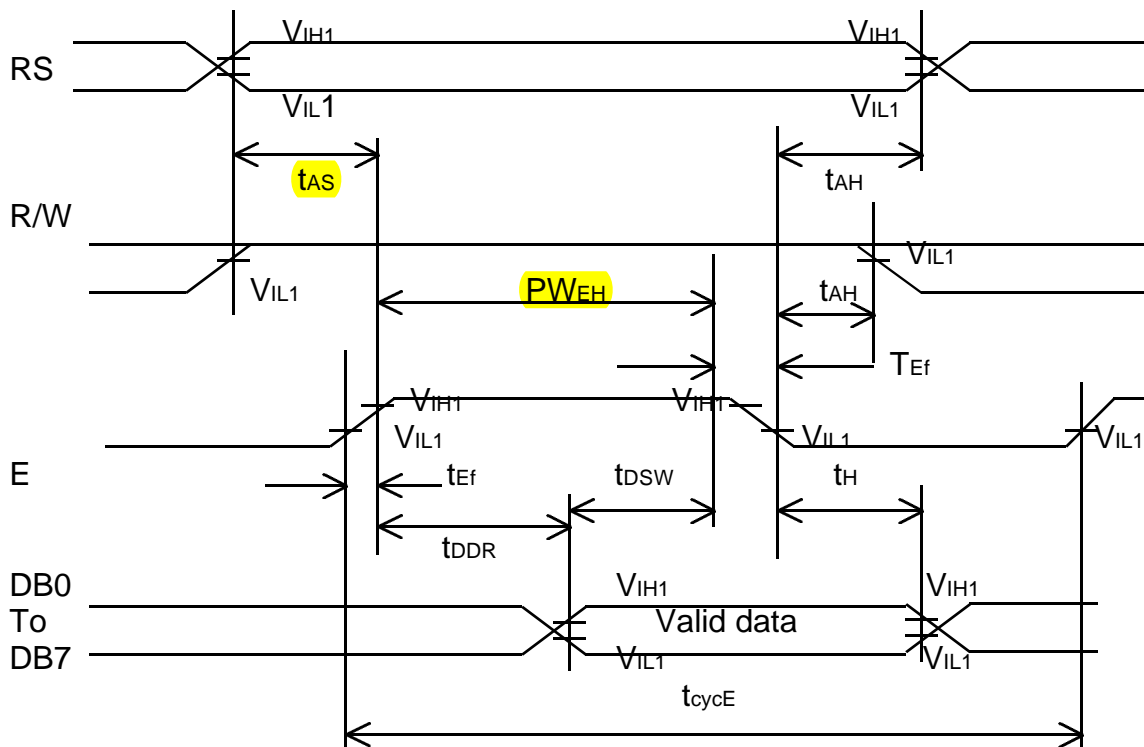 VIH1 VIH1
RS
VIL1 VIL1
tAS tAH
R/W
VIL1
VIL1 PWEH tAH
TEf
VIH1 VIH1
VIL1 VIL1 VIL1
E tEf tDSW tH
tDDR
DB0 VIH1 VIH1
To Valid data
DB7 VIL1 VIL1
tcycE